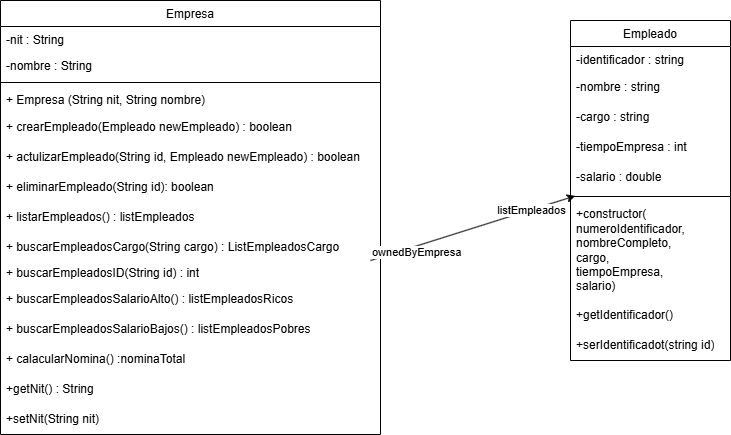 Empresa
-nit : String
-nombre : String
+ Empresa (String nit, String nombre)
+ crearEmpleado(Empleado newEmpleado) : boolean
+ actulizarEmpleado(String id, Empleado newEmpleado) : boolean
+ eliminarEmpleado(String id): boolean
+ listarEmpleados() : listEmpleados
+ buscarEmpleadosCargo(String cargo) : ListEmpleadosCargo
+ buscarEmpleadosID(String id) : int
+ buscarEmpleadosSalarioAlto() : listEmpleadosRicos
+ buscarEmpleadosSalarioBajos() : listEmpleadosPobres
+ calacularNomina() :nominaTotal
+getNit() : String
+setNit(String nit)
ownedByEmpresa
listEmpleados
Empleado
-identificador : string
-nombre : string
-cargo : string
-tiempoEmpresa : int
-salario : double
+constructor(
numeroIdentificador,
nombreCompleto,
cargo,
tiempoEmpresa,
salario)
+getIdentificador()
+serIdentificadot(string id)